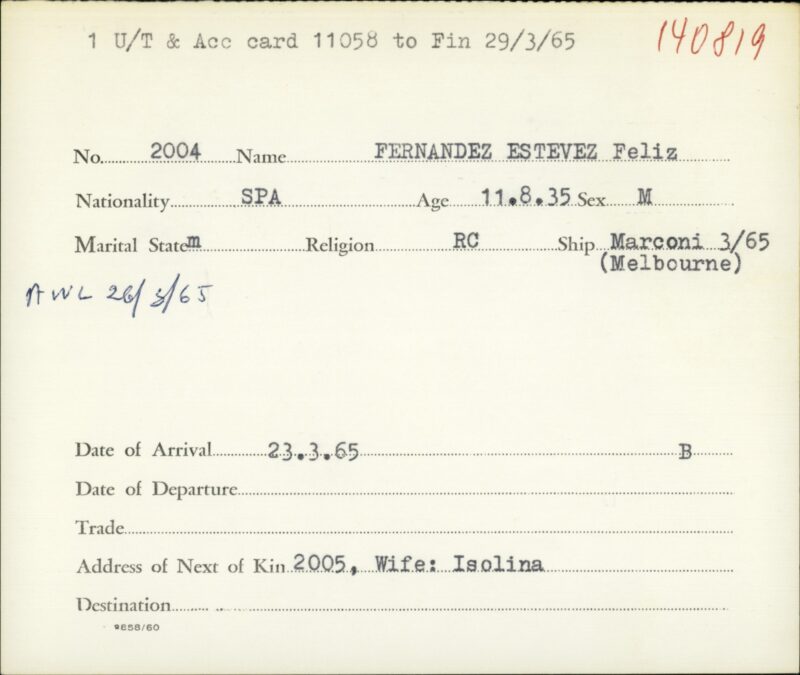 1 U/T & Acc card 11058 to Fin 29/3/65 140819
No. 2004 Name FERNANDEZ ESTEVEZ Feliz
Nationality SPA Age 11.8.35 Sex M
Marital State m Religion RC Ship Marconi 3/65
(Melbourne)
AWL 26/3/65
Date of Arrival 23.3.65 B
Date of Departure
Trade
Address of Next of Kin 2005, Wife: Isolina
Destination
9658/60